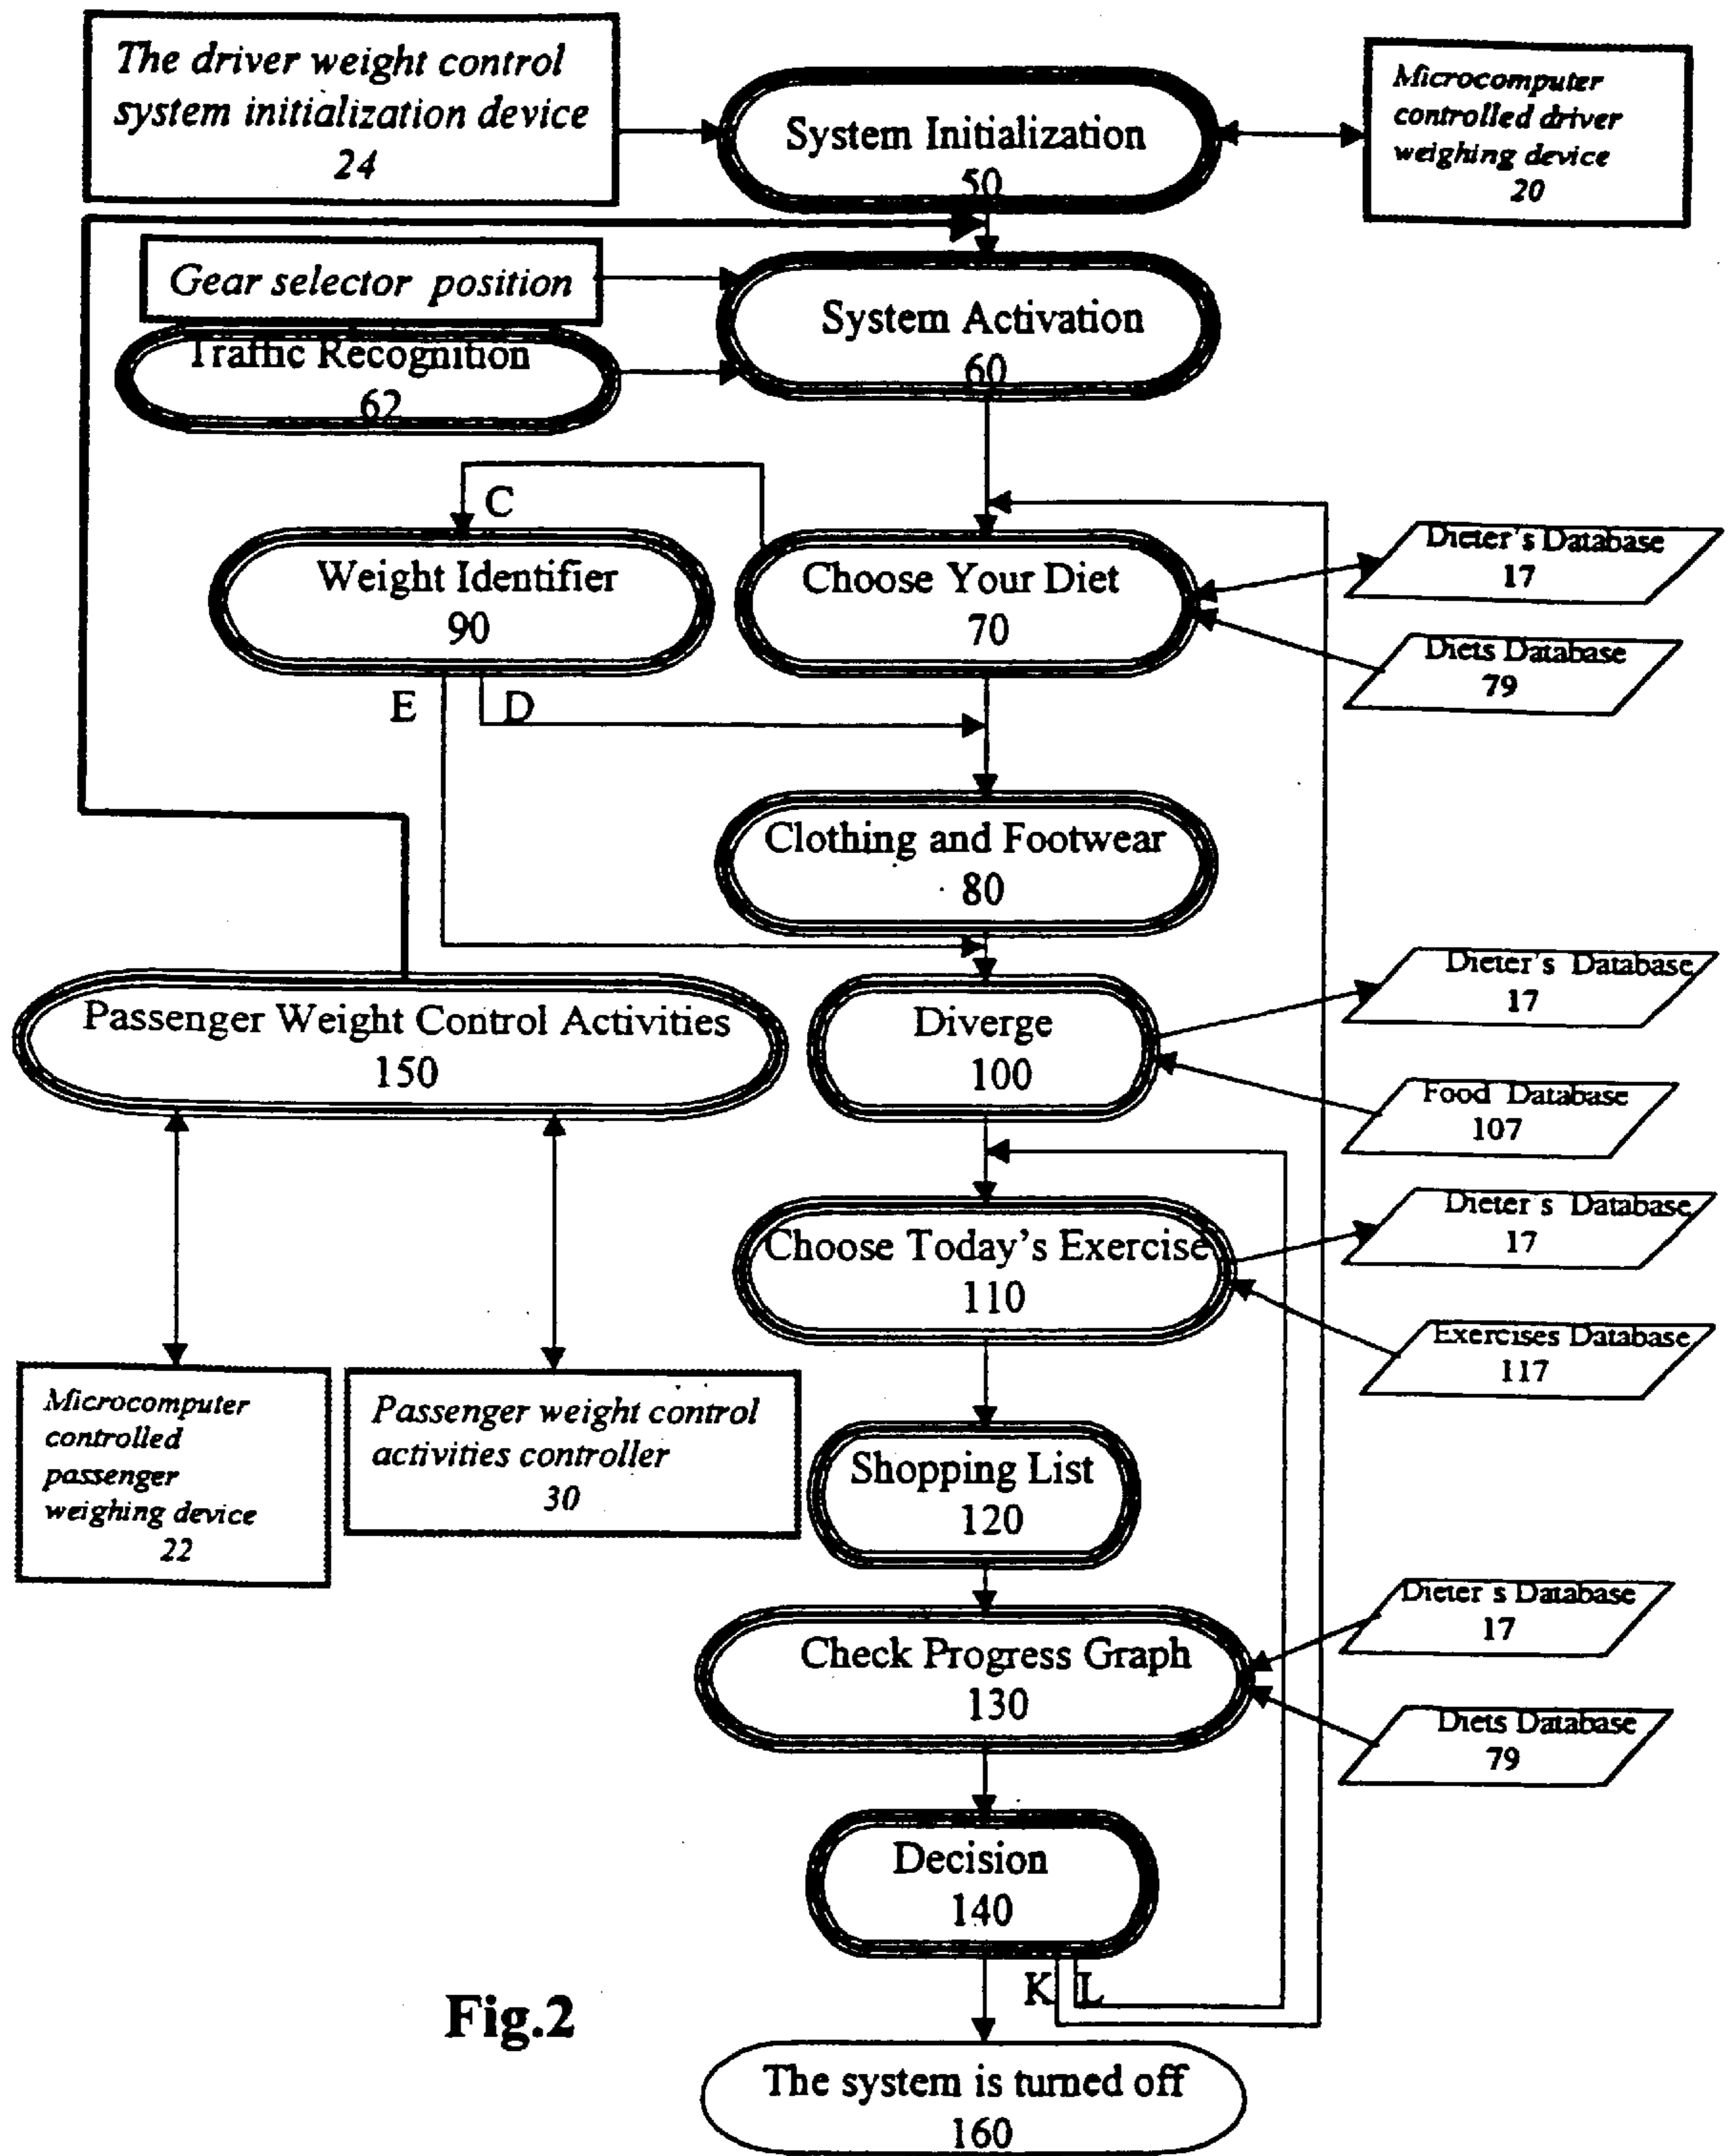 The driver weight control
system initialization device
24
System Initialization
50
Microcomputer
controlled driver
weighing device
20
Gear selector position
System Activation
60
Traffic Recognition
62
C
Weight Identifier
90
Choose Your Diet
70
Dieter's Database
17
Diets Database
79
E
D
Clothing and Footwear
80
Passenger Weight Control Activities
150
Diverge
100
Dieter's Database
17
Food Database
107
Choose Today's Exercise
110
Dieter s Database
17
Exercises Database
117
Microcomputer
controlled
passenger
weighing device
22
Passenger weight control
activities controller
30
Shopping List
120
Check Progress Graph
130
Dieter s Database
17
Diets Database
79
Decision
140
K
L
Fig.2
The system is turned off
160